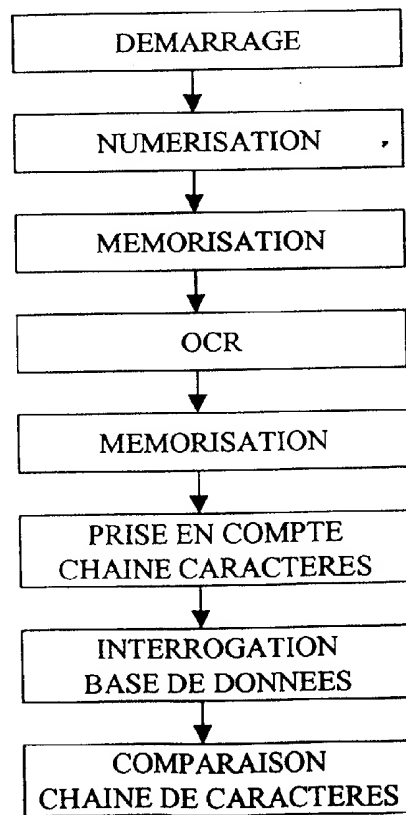 DEMARRAGE
NUMERISATION
MEMORISATION
OCR
MEMORISATION
PRISE EN COMPTE
CHAINE CARACTERES
INTERROGATION
BASE DE DONNEES
COMPARAISON
CHAINE DE CARACTERES